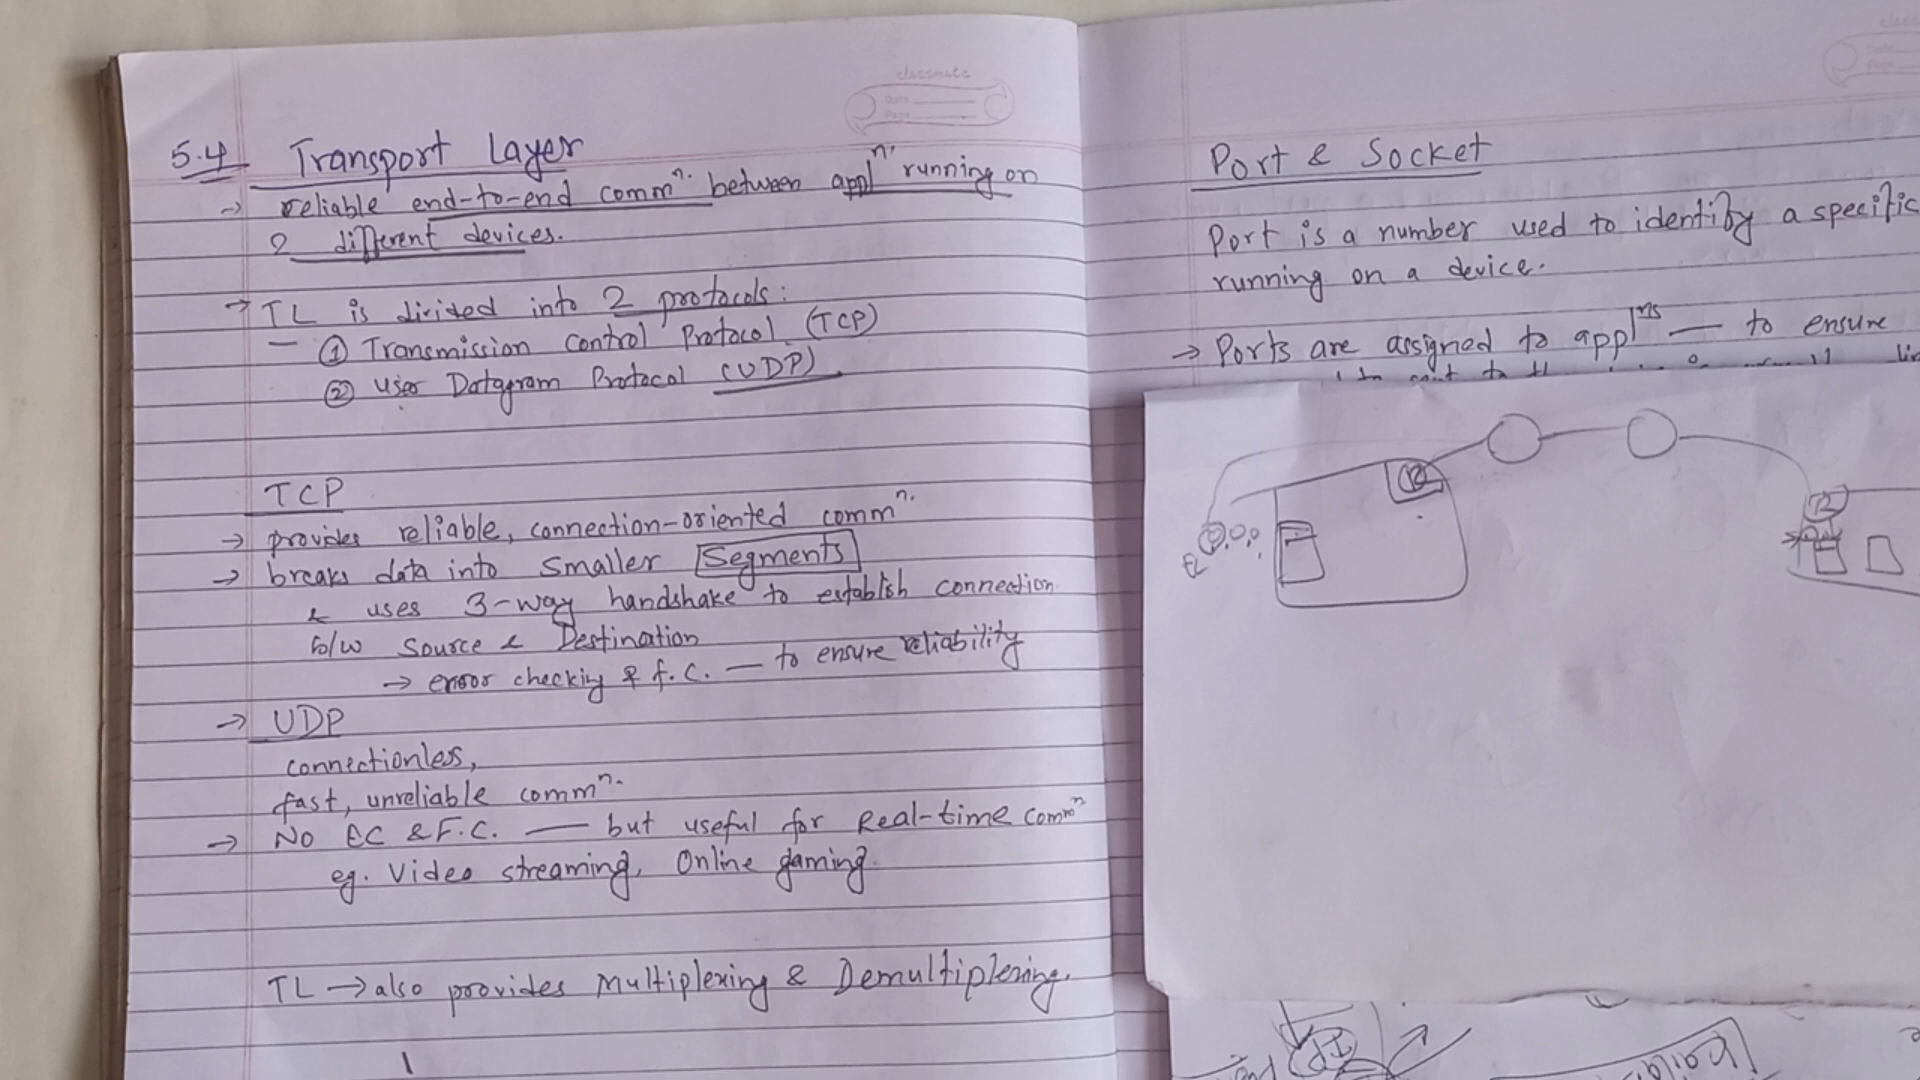 classmate
Date
Page
5.4 Transport Layer
→ reliable end-to-end commⁿ. between applⁿ. running on
2 different devices.
→ TL is divided into 2 protocols:
— ① Transmission Control Protocol (TCP)
② User Datagram Protocol (UDP).
TCP
→ provides reliable, connection-oriented commⁿ.
→ breaks data into smaller Segments
& uses 3-way handshake to establish connection
b/w Source & Destination
→ error checking & f.C. — to ensure reliability
→ UDP
connectionless,
fast, unreliable commⁿ.
→ No EC & F.C. — but useful for Real-time commⁿ
eg. Video streaming, Online gaming.
TL → also provides Multiplexing & Demultiplexing.
Date
Page
Port & Socket
Port is a number used to identify a specific
running on a device.
→ Ports are assigned to applⁿˢ — to ensure
R
R